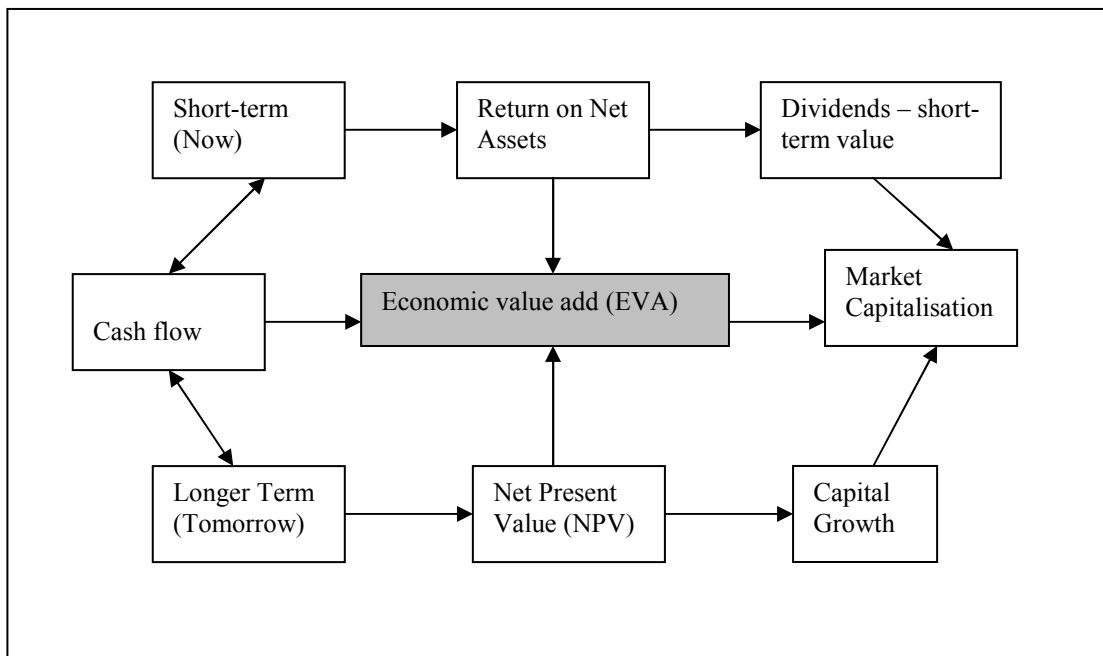 Short-term
(Now)
Return on Net
Assets
Dividends – short-
term value
Cash flow
Economic value add (EVA)
Market
Capitalisation
Longer Term
(Tomorrow)
Net Present
Value (NPV)
Capital
Growth